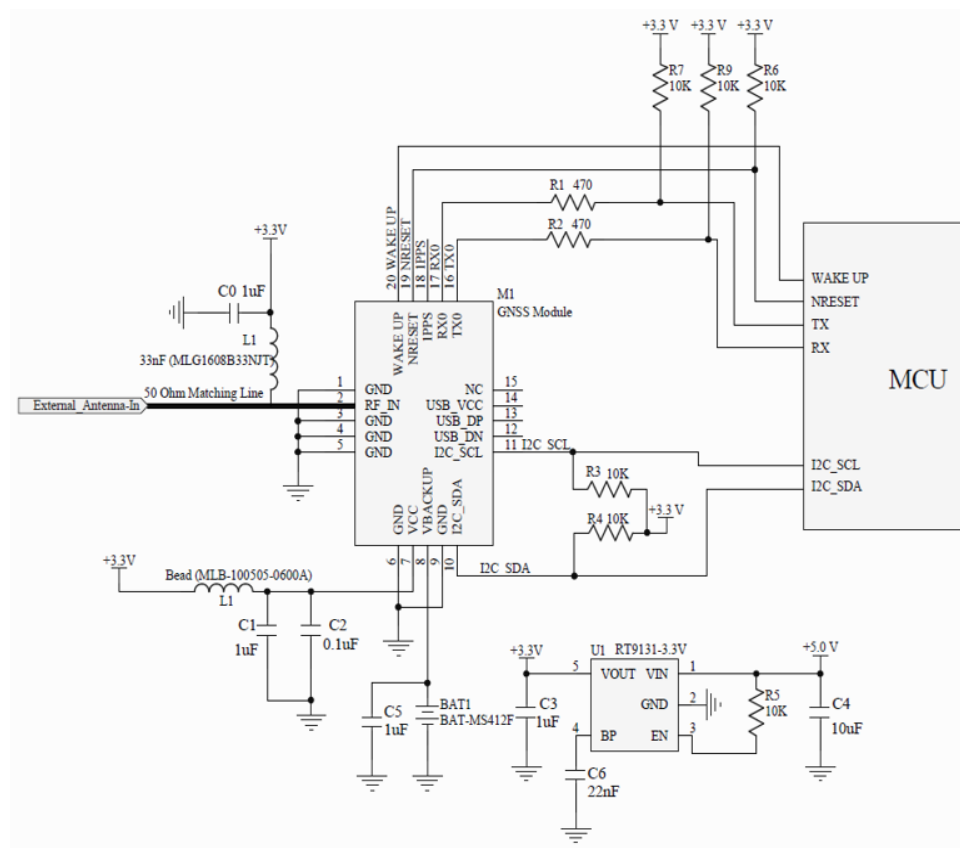 +3.3 V +3.3 V +3.3 V
R7 10K
R9 10K
R6 10K
R1 470
R2 470
+3.3V
C0 1uF
L1
33nF (MLG1608B33NJT)
50 Ohm Matching Line
External_Antenna-In
20 WAKE UP
19 NRESET
18 1PPS
17 RX0
16 TX0
M1
GNSS Module
WAKE UP
NRESET
1PPS
RX0
TX0
1 GND
2 RF_IN
3 GND
4 GND
5 GND
NC 15
USB_VCC 14
USB_DP 13
USB_DN 12
I2C_SCL 11 I2C_SCL
GND
VCC
VBACKUP
GND
I2C_SDA
6
7
8
9
10
WAKE UP
NRESET
TX
RX
MCU
I2C_SCL
I2C_SDA
R3 10K
+3.3 V
R4 10K
I2C_SDA
+3.3V
Bead (MLB-100505-0600A)
L1
C1
1uF
C2
0.1uF
C5
1uF
BAT1
BAT-MS412F
U1 RT9131-3.3V
+3.3V
+5.0 V
5 VOUT VIN 1
GND 2
4 BP EN 3
C3
1uF
R5
10K
C4
10uF
C6
22nF